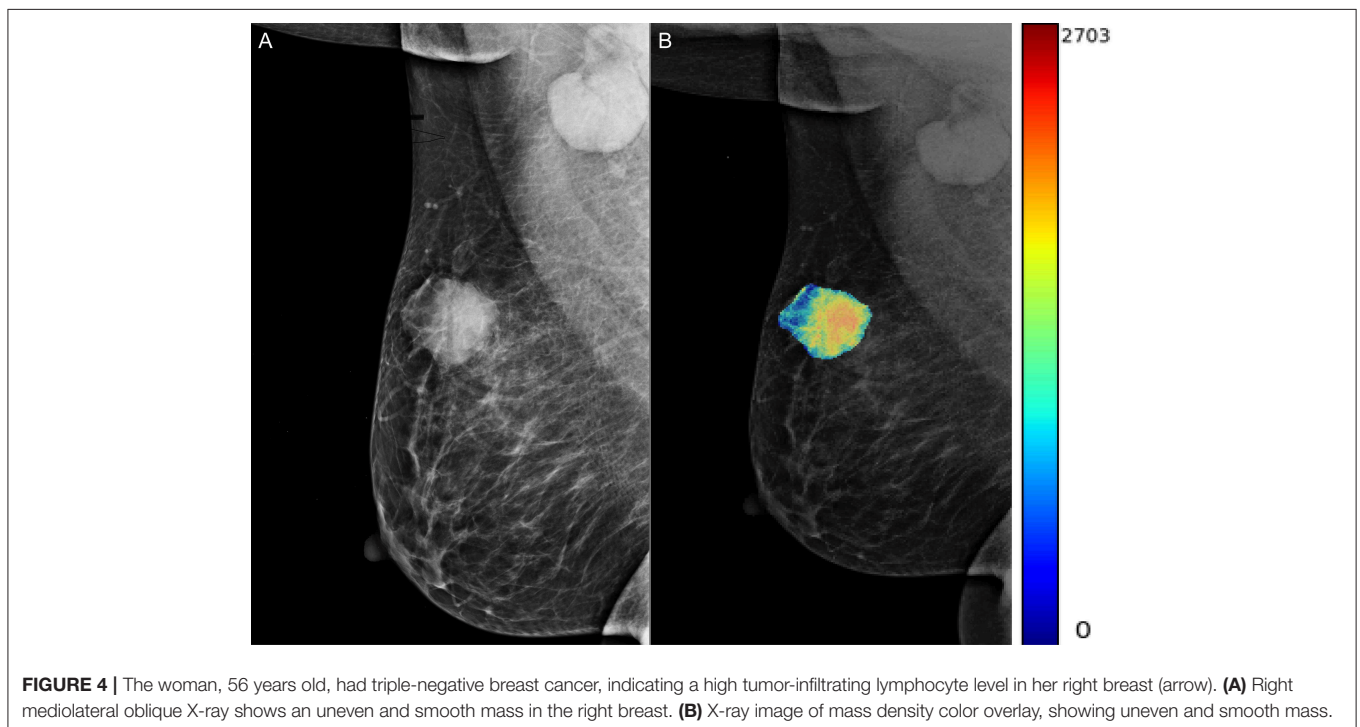 A
B
2703
0
FIGURE 4 | The woman, 56 years old, had triple-negative breast cancer, indicating a high tumor-infiltrating lymphocyte level in her right breast (arrow). (A) Right
mediolateral oblique X-ray shows an uneven and smooth mass in the right breast. (B) X-ray image of mass density color overlay, showing uneven and smooth mass.